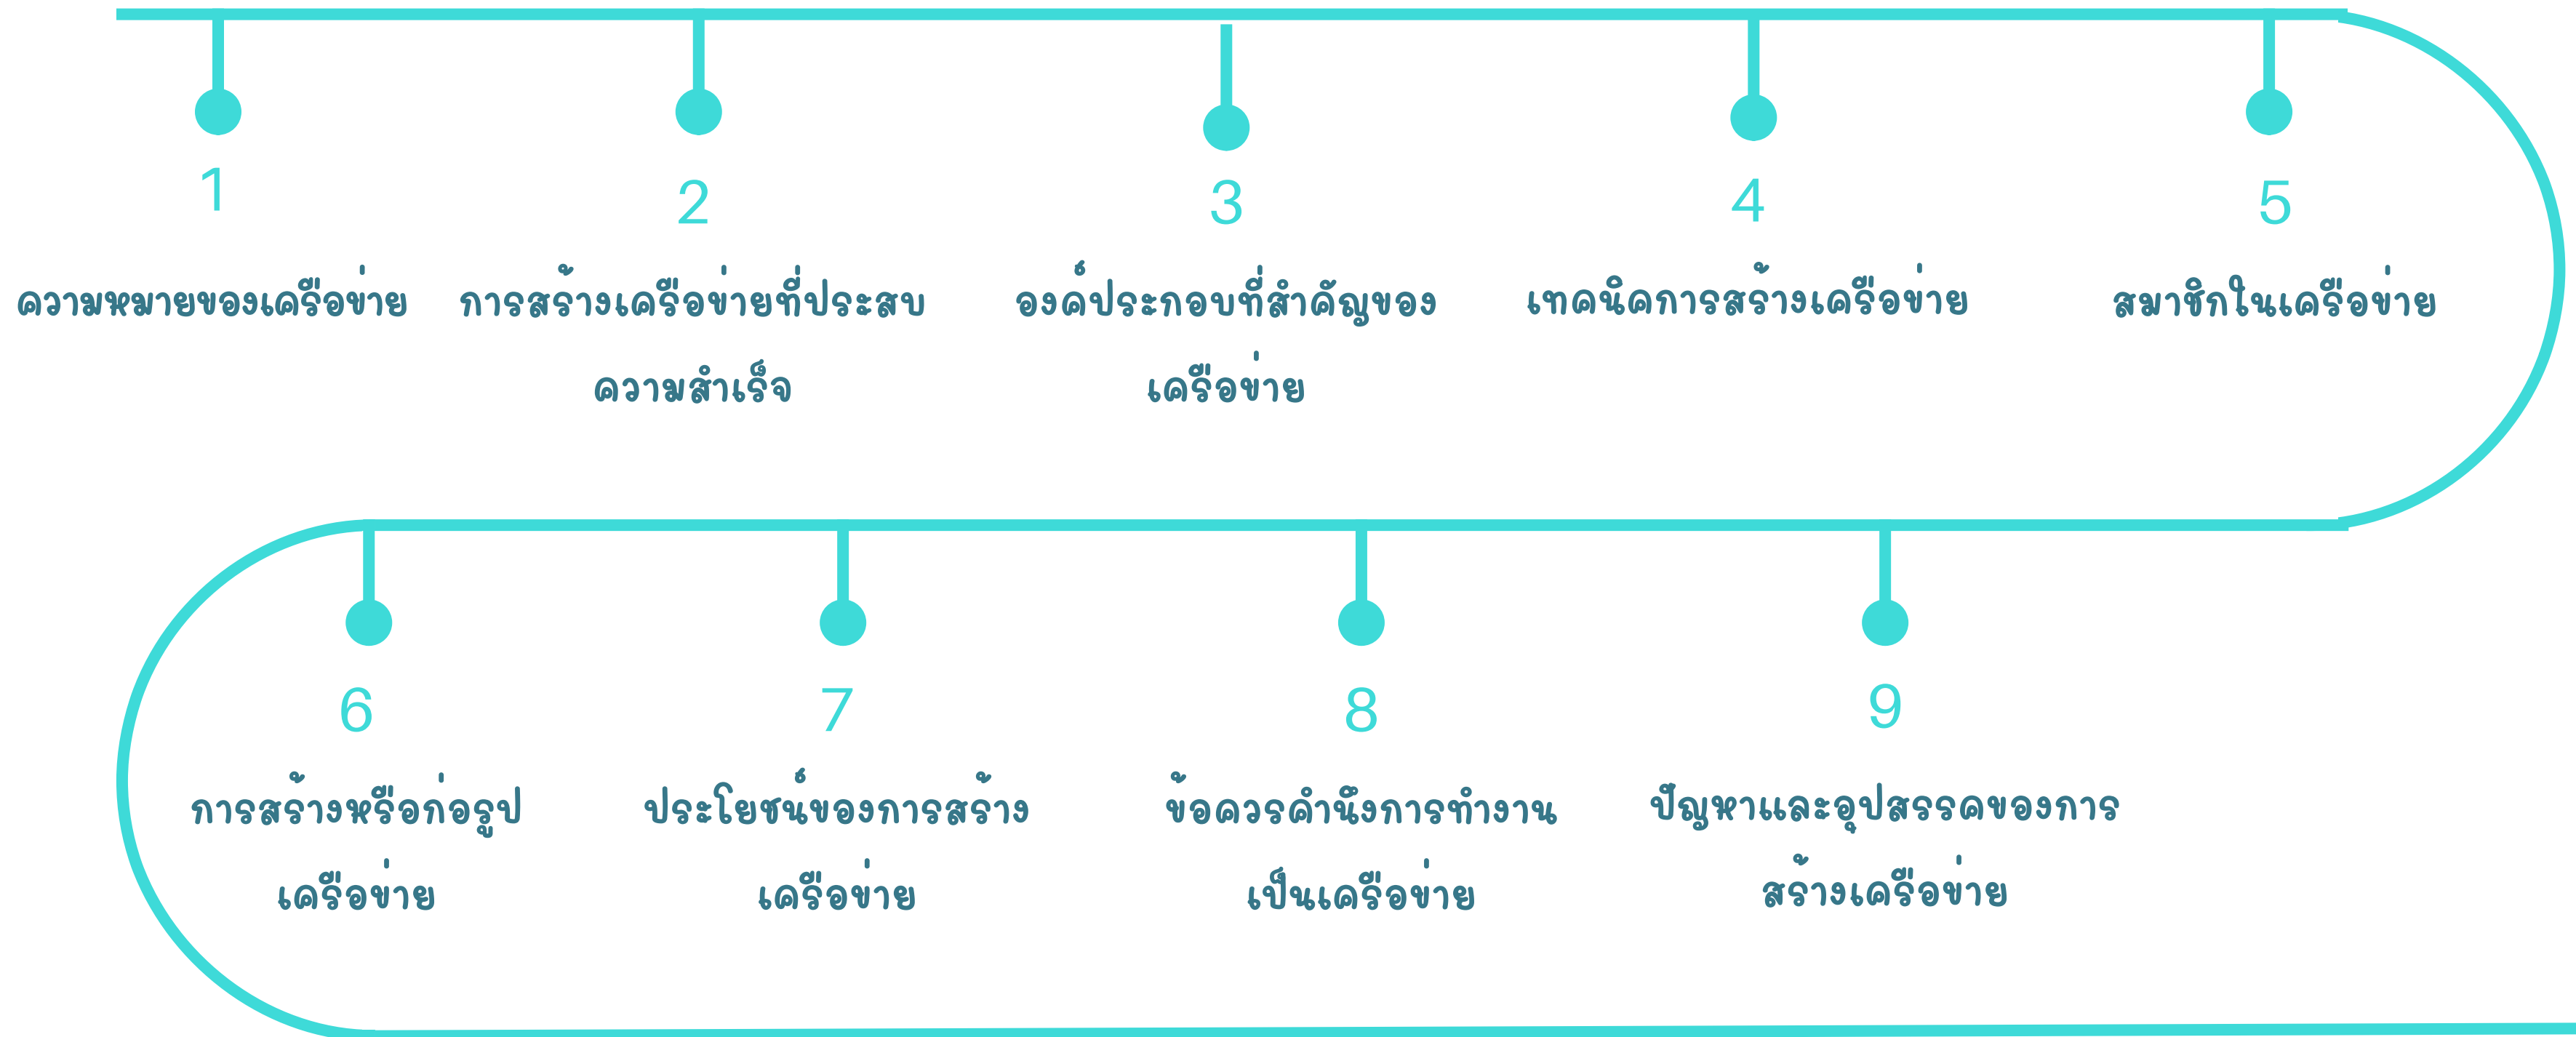 1
ความหมายของเครือข่าย
2
การสร้างเครือข่ายที่ประสบ
ความสำเร็จ
3
องค์ประกอบที่สำคัญของ
เครือข่าย
4
เทคนิคการสร้างเครือข่าย
5
สมาชิกในเครือข่าย
6
การสร้างหรือก่อรูป
เครือข่าย
7
ประโยชน์ของการสร้าง
เครือข่าย
8
ข้อควรคำนึงการทำงาน
เป็นเครือข่าย
9
ปัญหาและอุปสรรคของการ
สร้างเครือข่าย